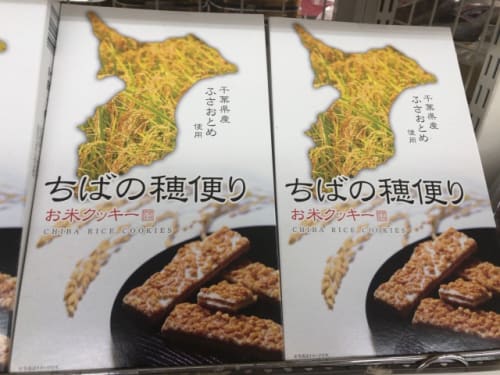 千葉県産
ふさおとめ
使用
ちばの穂便り
お米クッキー
CHIBA RICE COOKIES
千葉県産
ふさおとめ
使用
ちばの穂便り
お米クッキー
CHIBA RICE COOKIES